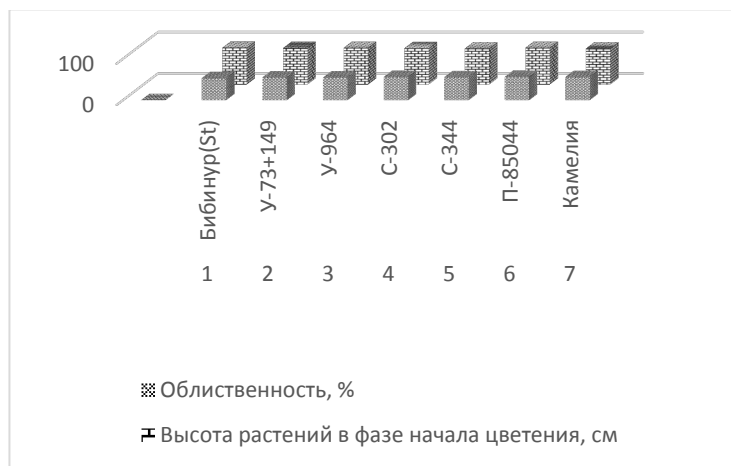 100
0
Бибинур(St)
У-73+149
У-964
С-302
С-344
П-85044
Камелия
1 2 3 4 5 6 7
Облиственность, %
Высота растений в фазе начала цветения, см